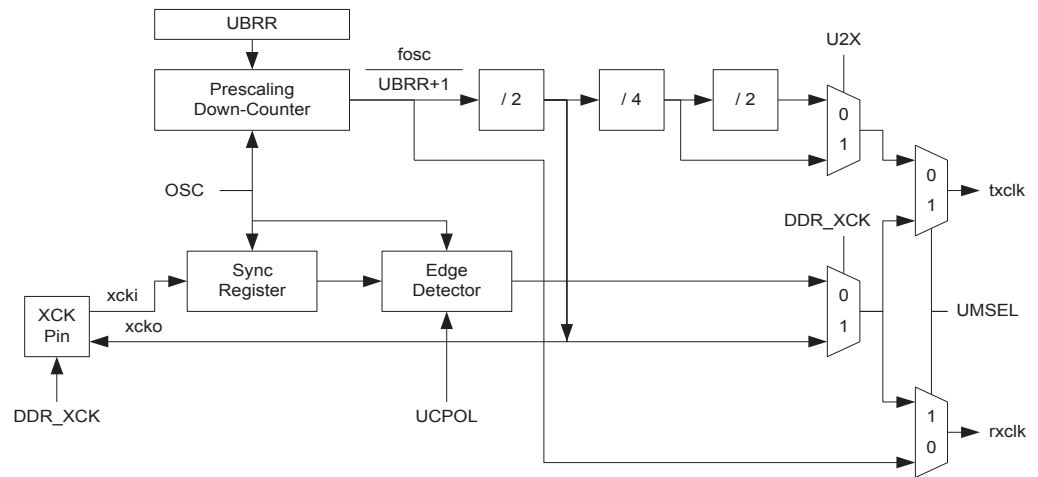 UBRR
fosc
UBRR+1
U2X
Prescaling
Down-Counter
/ 2
/ 4
/ 2
0
1
OSC
0
1
txclk
DDR_XCK
Sync
Register
Edge
Detector
xcki
0
1
XCK
Pin
xcko
UMSEL
DDR_XCK
UCPOL
1
0
rxclk